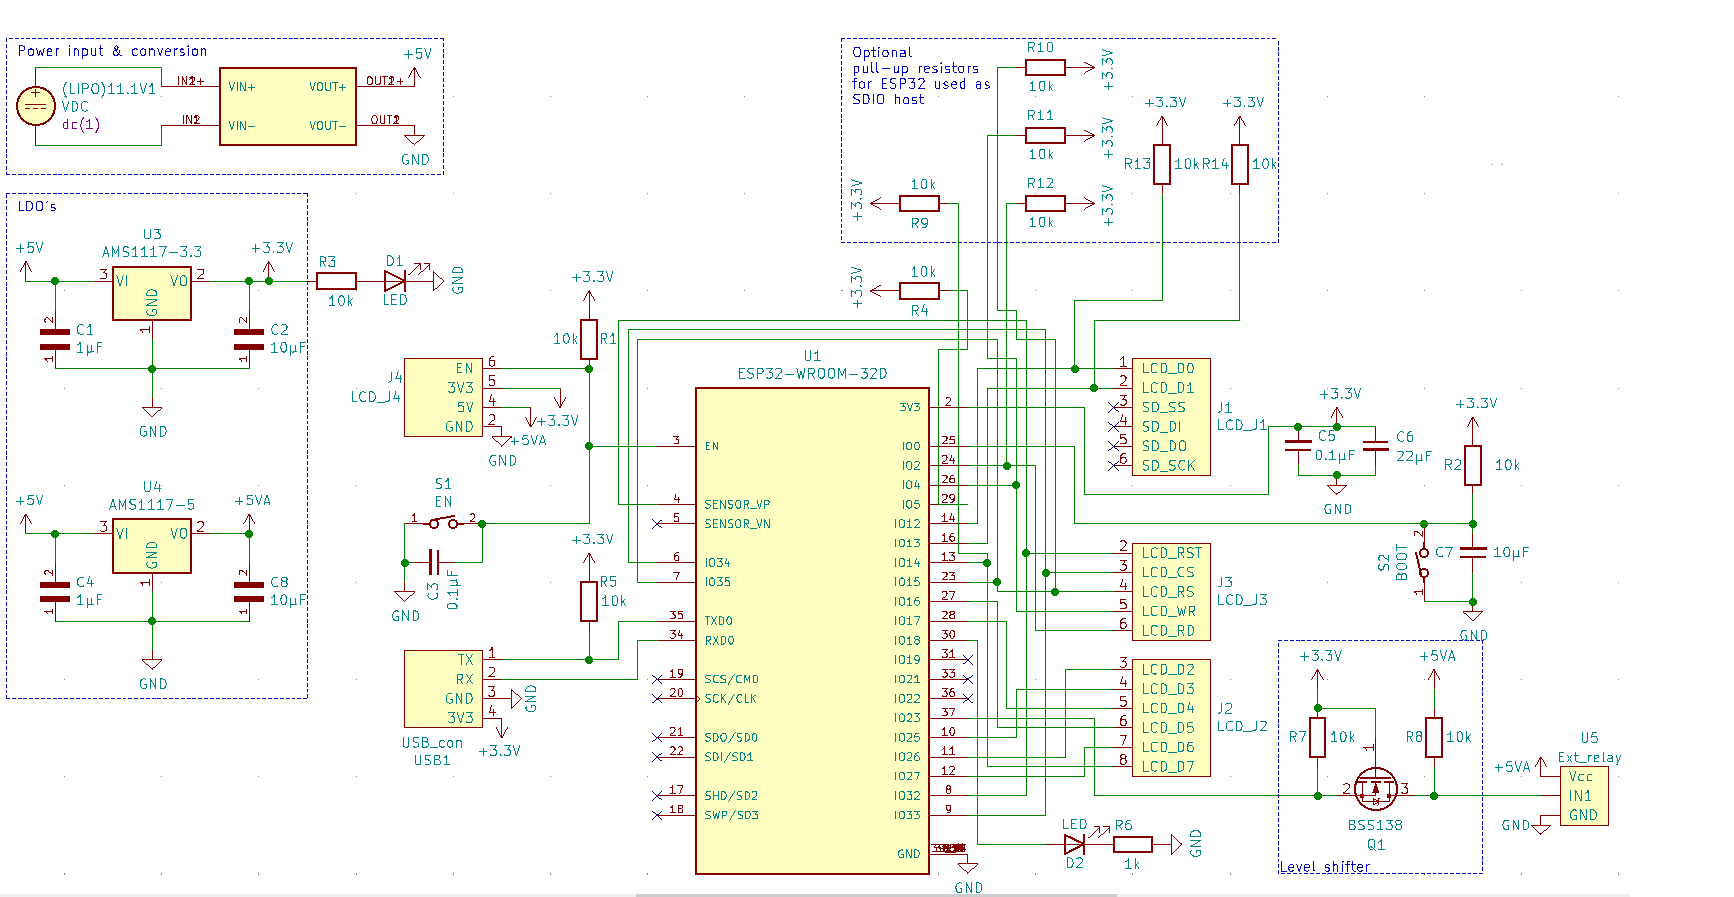 Power input & conversion
+5V
(LIPO)11.1V1
VDC
dc(1)
VIN+
VIN-
VOUT+
VOUT-
GND
LDO's
+5V
U3
AMS1117-3.3
3
VI
VO
2
GND
1
+3.3V
R3
10k
D1
LED
GND
2
C1
1µF
1
2
C2
10µF
1
GND
+5V
U4
AMS1117-5
3
VI
VO
2
GND
1
+5VA
2
C4
1µF
1
2
C8
10µF
1
GND
J4
LCD_J4
EN
6
3V3
5
5V
4
GND
2
+3.3V
+5VA
GND
+3.3V
10k
R1
S1
EN
1
2
C3
0.1µF
GND
+3.3V
R5
10k
TX
1
RX
2
GND
3
3V3
4
GND
+3.3V
USB_con
USB1
Optional
pull-up resistors
for ESP32 used as
SDIO host
R10
10k
+3.3V
R11
10k
+3.3V
R12
10k
+3.3V
+3.3V
R13
10k
+3.3V
R14
10k
+3.3V
10k
R9
+3.3V
10k
R4
U1
ESP32-WROOM-32D
3
EN
4
SENSOR_VP
5
SENSOR_VN
6
IO34
7
IO35
35
TXD0
34
RXD0
19
SCS/CMD
20
SCK/CLK
21
SDO/SD0
22
SDI/SD1
17
SHD/SD2
18
SWP/SD3
3V3
2
IO0
25
IO2
24
IO4
26
IO5
29
IO12
14
IO13
16
IO14
13
IO15
23
IO16
27
IO17
28
IO18
30
IO19
31
IO21
33
IO22
36
IO23
37
IO25
10
IO26
11
IO27
12
IO32
8
IO33
9
GND
GND
1
LCD_D0
2
LCD_D1
3
SD_SS
4
SD_DI
5
SD_DO
6
SD_SCK
J1
LCD_J1
2
LCD_RST
3
LCD_CS
4
LCD_RS
5
LCD_WR
6
LCD_RD
J3
LCD_J3
3
LCD_D2
4
LCD_D3
5
LCD_D4
6
LCD_D5
7
LCD_D6
8
LCD_D7
J2
LCD_J2
LED
D2
R6
1k
GND
+3.3V
C5
0.1µF
C6
22µF
GND
+3.3V
R2
10k
S2
BOOT
2
1
C7
10µF
GND
+3.3V
R7
10k
+5VA
R8
10k
1
2
3
BSS138
Q1
Level shifter
U5
Ext_relay
+5VA
Vcc
IN1
GND
GND